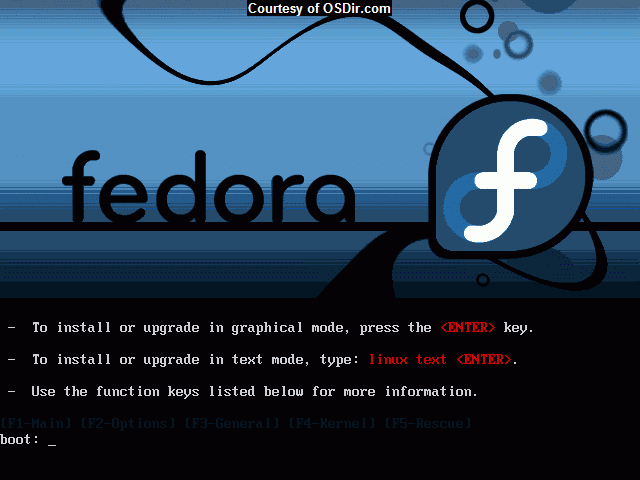 Courtesy of OSDir.com
fedora
f
- To install or upgrade in graphical mode, press the <ENTER> key.
- To install or upgrade in text mode, type: linux text <ENTER>.
- Use the function keys listed below for more information.
[F1-Main] [F2-Options] [F3-General] [F4-Kernel] [F5-Rescue]
boot: _